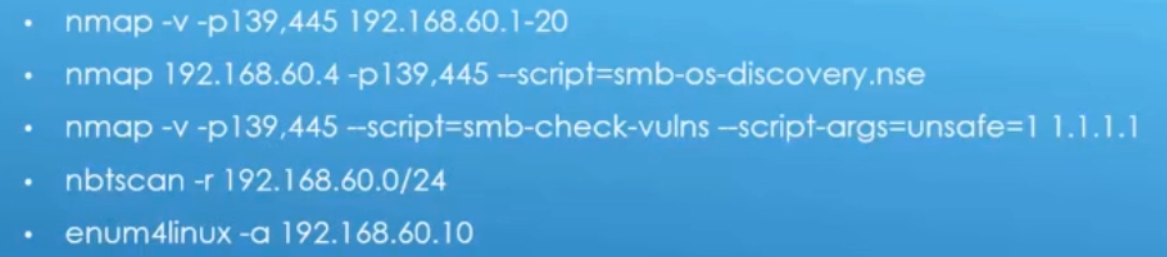 • nmap -v -p139,445 192.168.60.1-20
• nmap 192.168.60.4 -p139,445 --script=smb-os-discovery.nse
• nmap -v -p139,445 --script=smb-check-vulns --script-args=unsafe=1 1.1.1.1
• nbtscan -r 192.168.60.0/24
• enum4linux -a 192.168.60.10